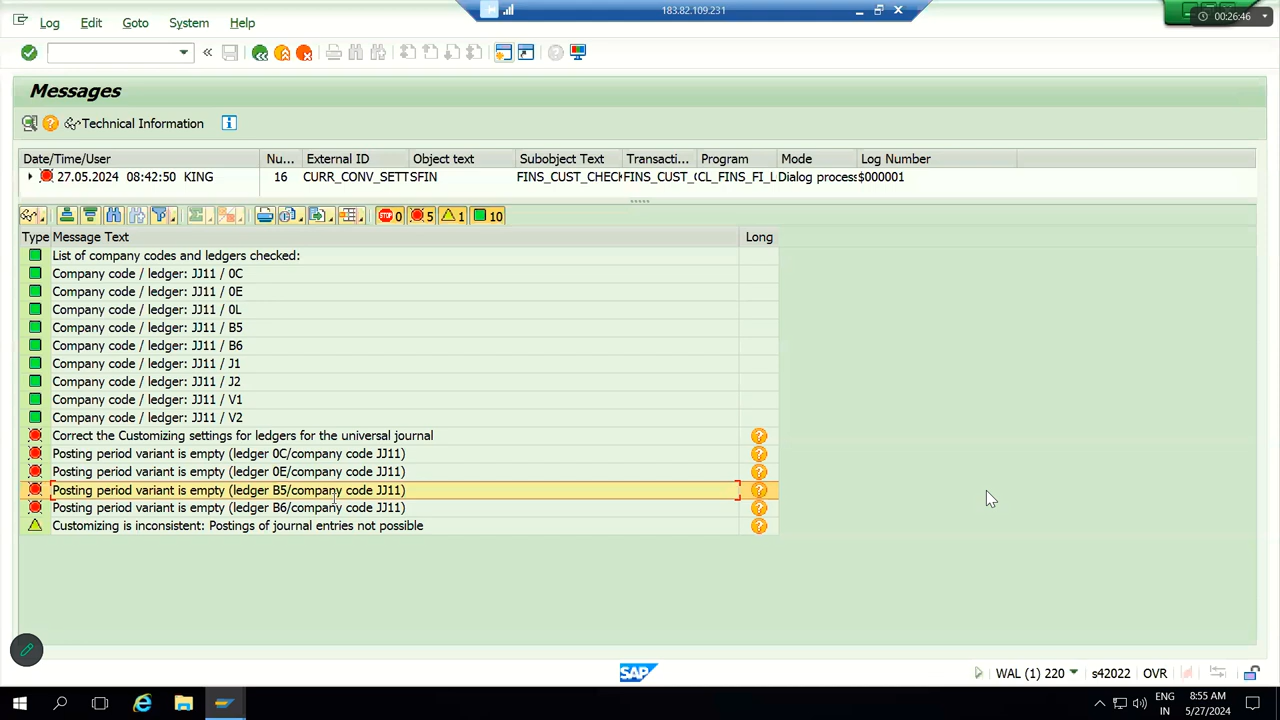 183.82.109.231
00:26:46
Log Edit Goto System Help
Messages
Technical Information
Date/Time/User Nu... External ID Object text Subobject Text Transacti... Program Mode Log Number
27.05.2024 08:42:50 KING 16 CURR_CONV_SETT SFIN FINS_CUST_CHECK FINS_CUST_ CL_FINS_FI_L Dialog process $000001
STOP 0 5 1 10
Type Message Text Long
List of company codes and ledgers checked:
Company code / ledger: JJ11 / 0C
Company code / ledger: JJ11 / 0E
Company code / ledger: JJ11 / 0L
Company code / ledger: JJ11 / B5
Company code / ledger: JJ11 / B6
Company code / ledger: JJ11 / J1
Company code / ledger: JJ11 / J2
Company code / ledger: JJ11 / V1
Company code / ledger: JJ11 / V2
Correct the Customizing settings for ledgers for the universal journal
Posting period variant is empty (ledger 0C/company code JJ11)
Posting period variant is empty (ledger 0E/company code JJ11)
Posting period variant is empty (ledger B5/company code JJ11)
Posting period variant is empty (ledger B6/company code JJ11)
Customizing is inconsistent: Postings of journal entries not possible
SAP
WAL (1) 220 s42022 OVR
ENG 8:55 AM
IN 5/27/2024